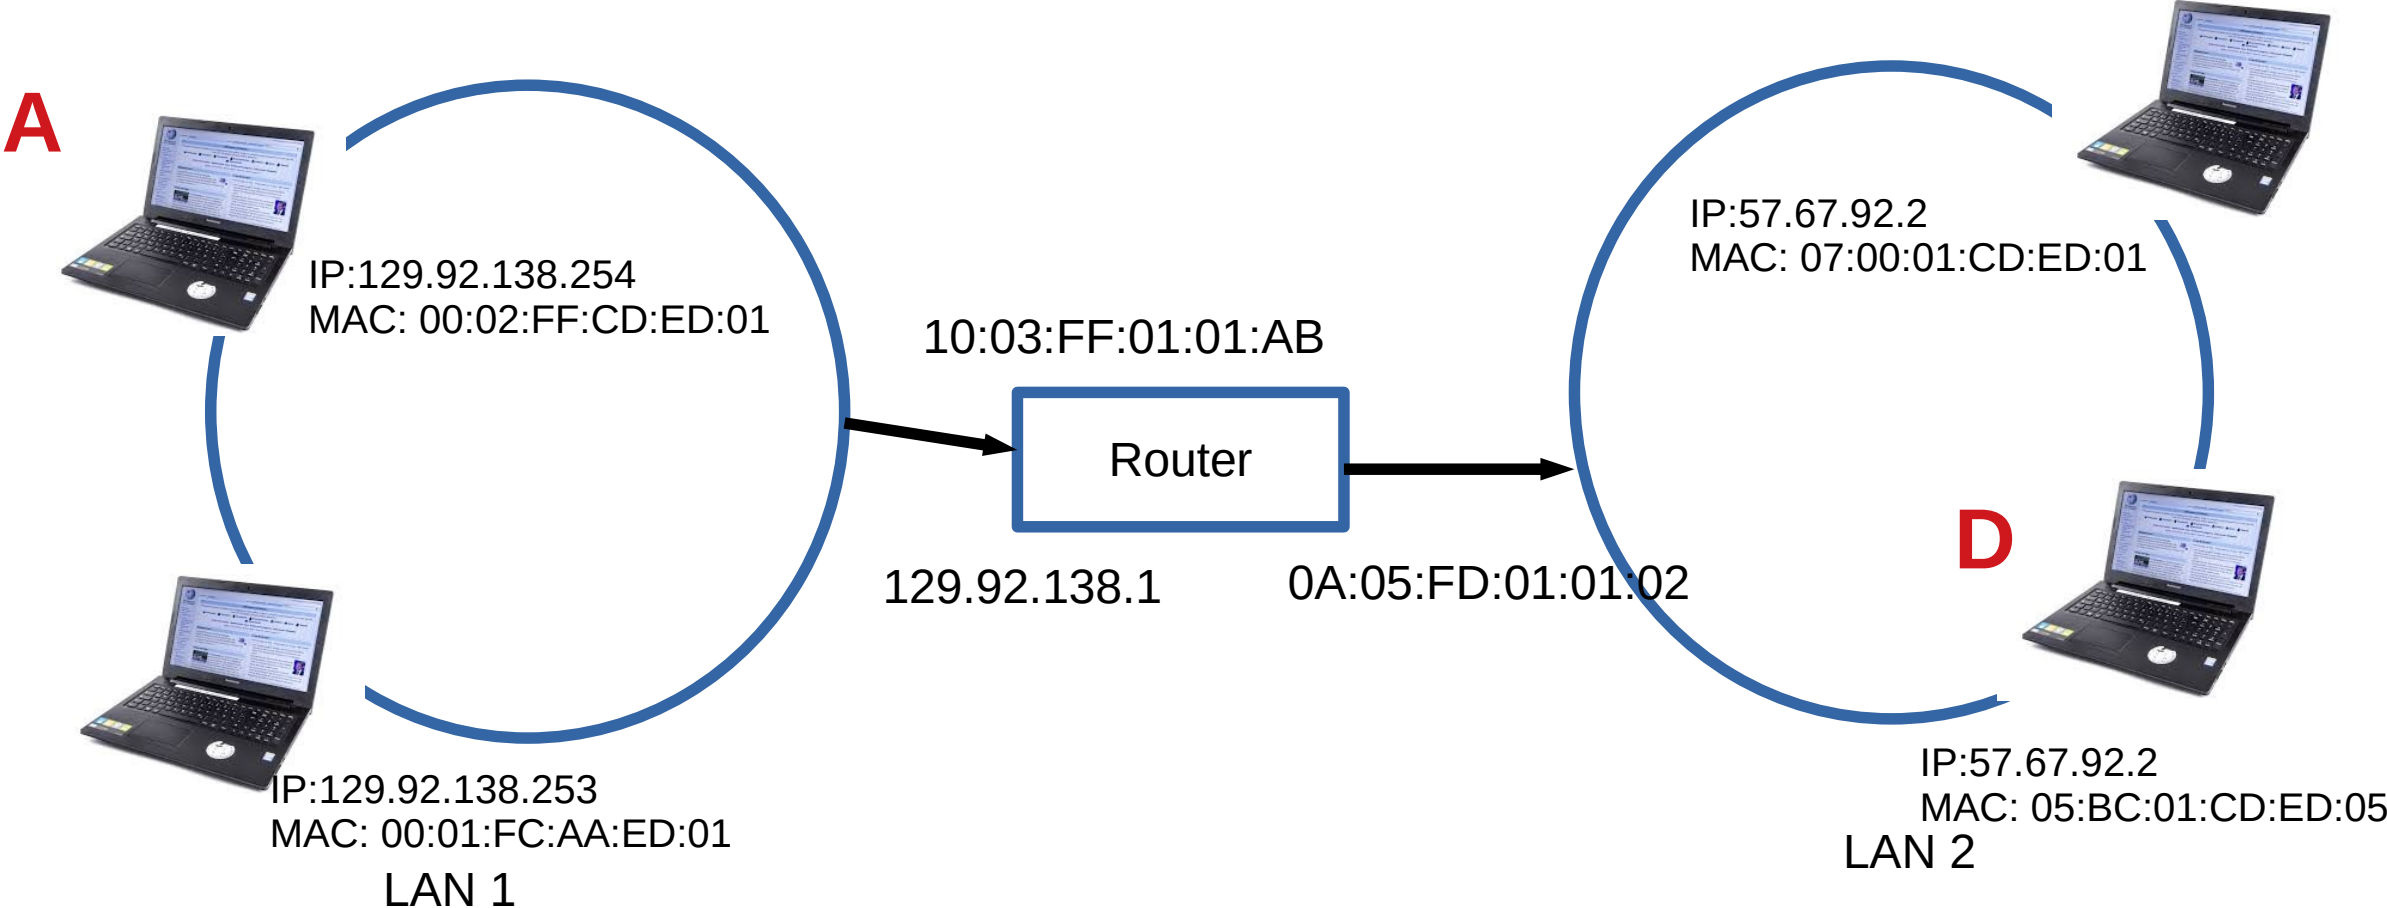 A
IP:129.92.138.254
MAC: 00:02:FF:CD:ED:01
IP:129.92.138.253
MAC: 00:01:FC:AA:ED:01
LAN 1
10:03:FF:01:01:AB
Router
129.92.138.1
0A:05:FD:01:01:02
IP:57.67.92.2
MAC: 07:00:01:CD:ED:01
D
IP:57.67.92.2
MAC: 05:BC:01:CD:ED:05
LAN 2